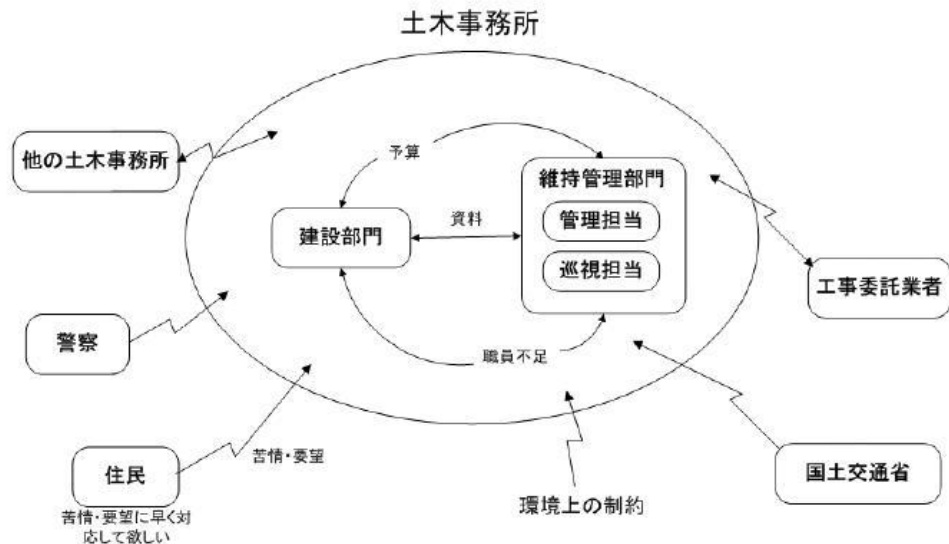 土木事務所
他の土木事務所
予算
維持管理部門
管理担当
巡視担当
建設部門
資料
工事委託業者
警察
職員不足
住民
苦情・要望
苦情・要望に早く対
応して欲しい
環境上の制約
国土交通省